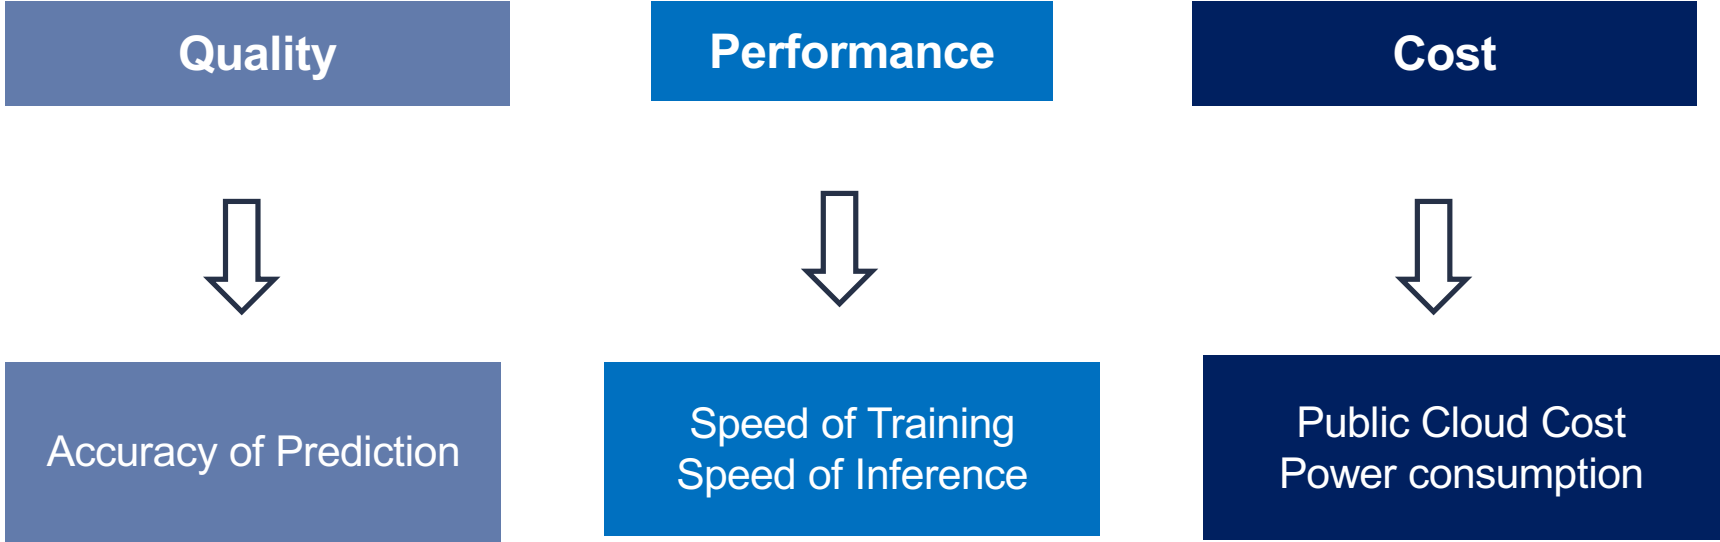 Quality
Performance
Cost
Accuracy of Prediction
Speed of Training
Speed of Inference
Public Cloud Cost
Power consumption